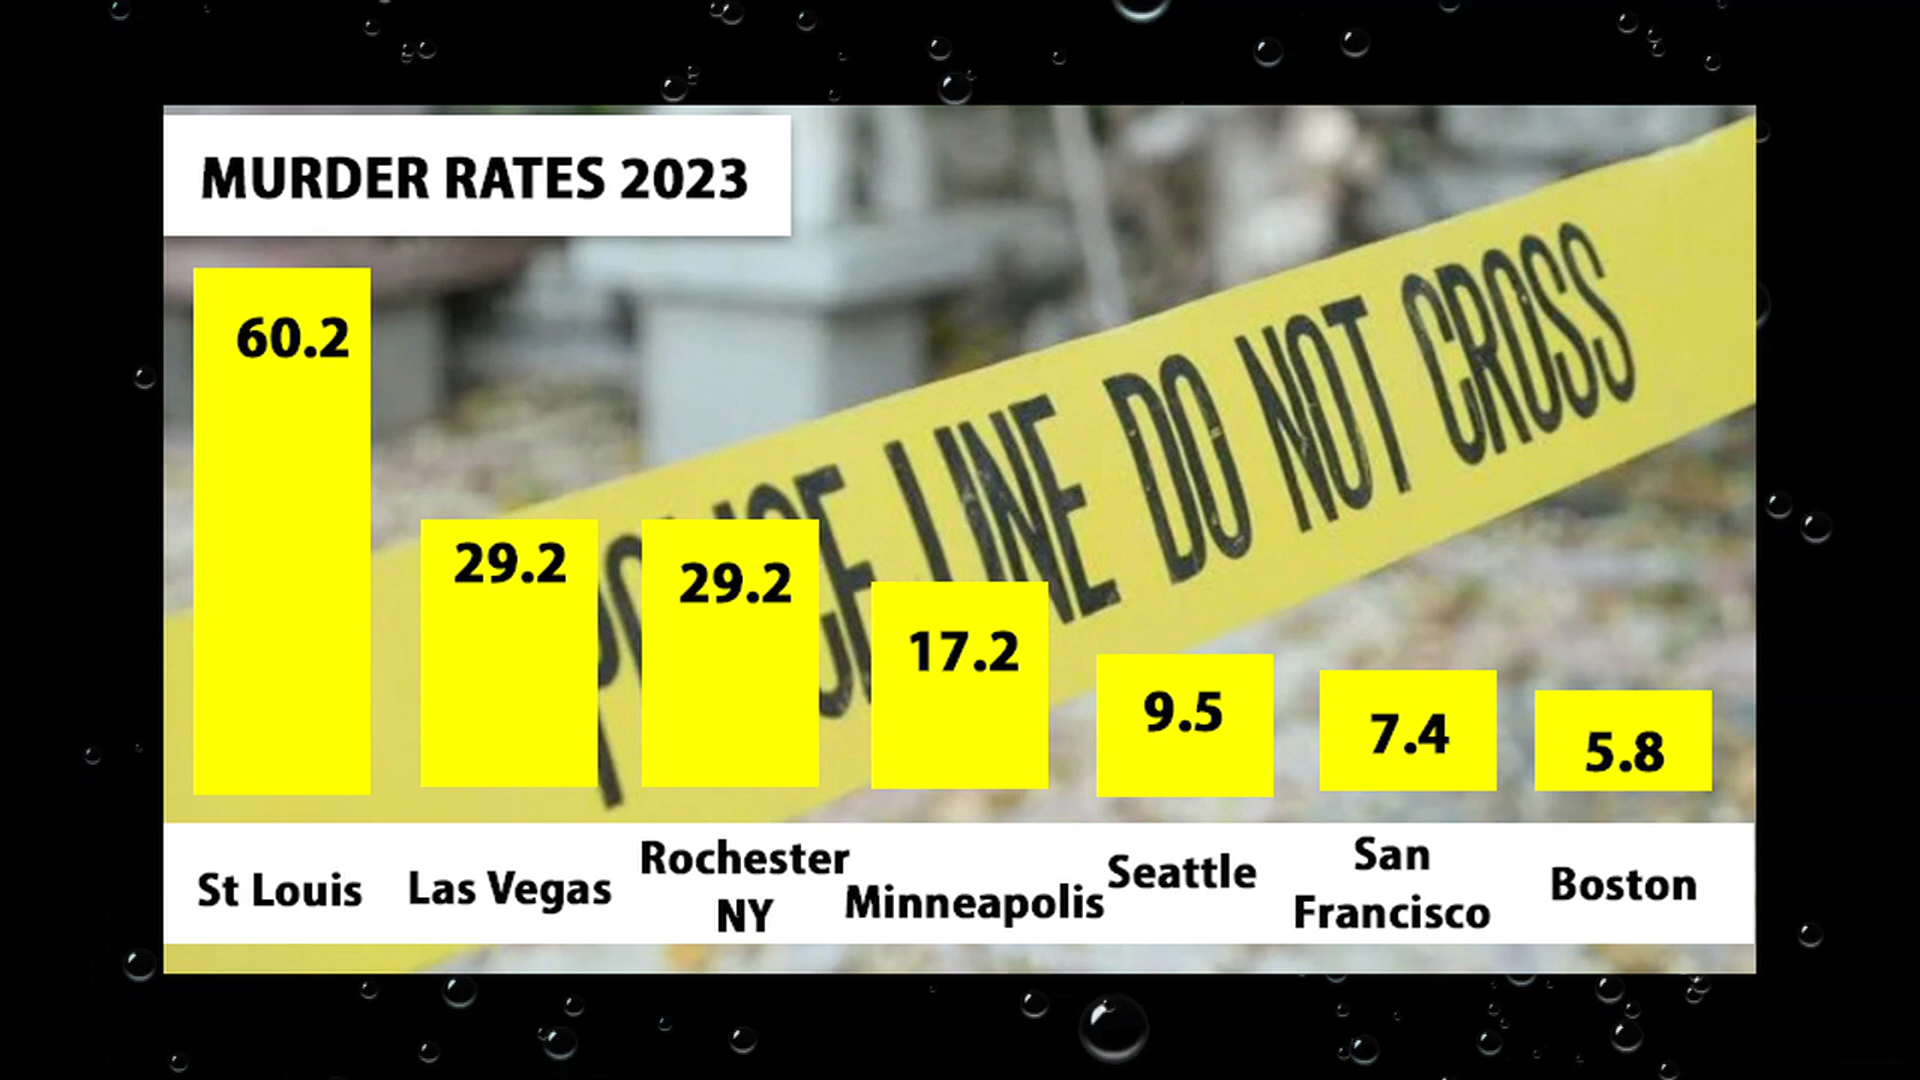 MURDER RATES 2023
POLICE LINE DO NOT CROSS
60.2
29.2
29.2
17.2
9.5
7.4
5.8
St Louis
Las Vegas
Rochester
NY
Minneapolis
Seattle
San
Francisco
Boston